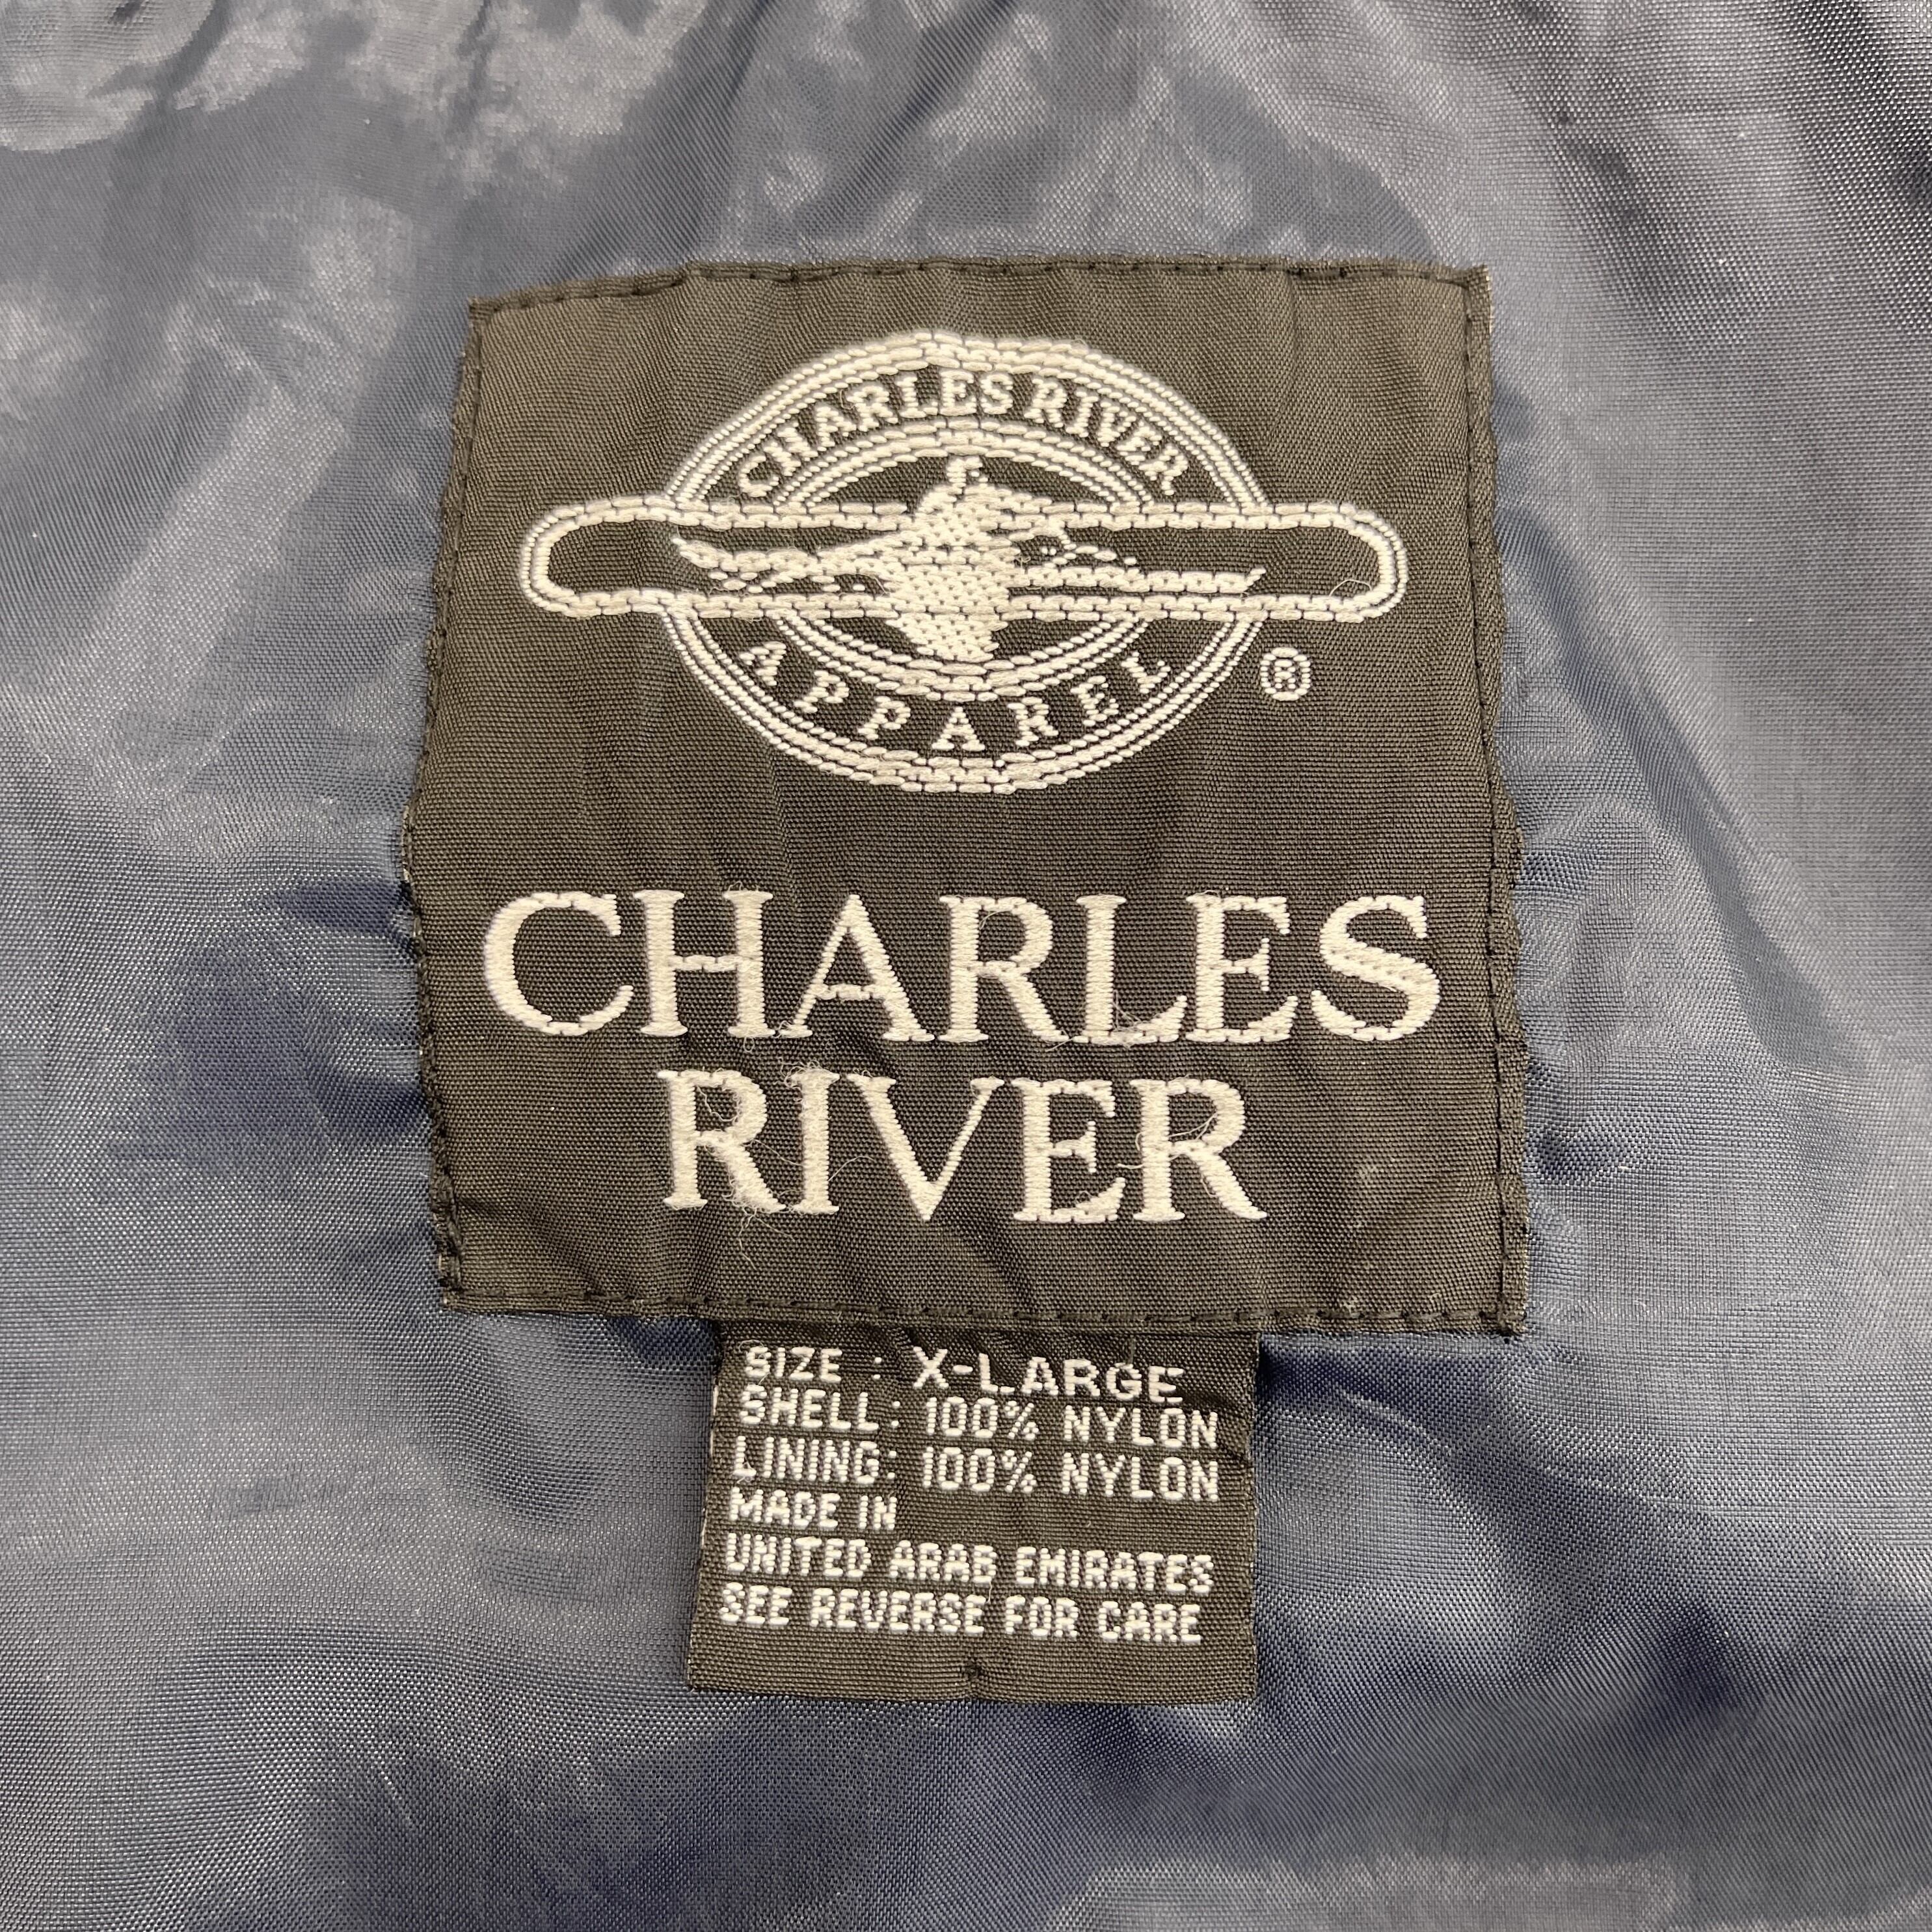 CHARLES RIVER
APPAREL
®
CHARLES
RIVER
SIZE : X-LARGE
SHELL: 100% NYLON
LINING: 100% NYLON
MADE IN
UNITED ARAB EMIRATES
SEE REVERSE FOR CARE